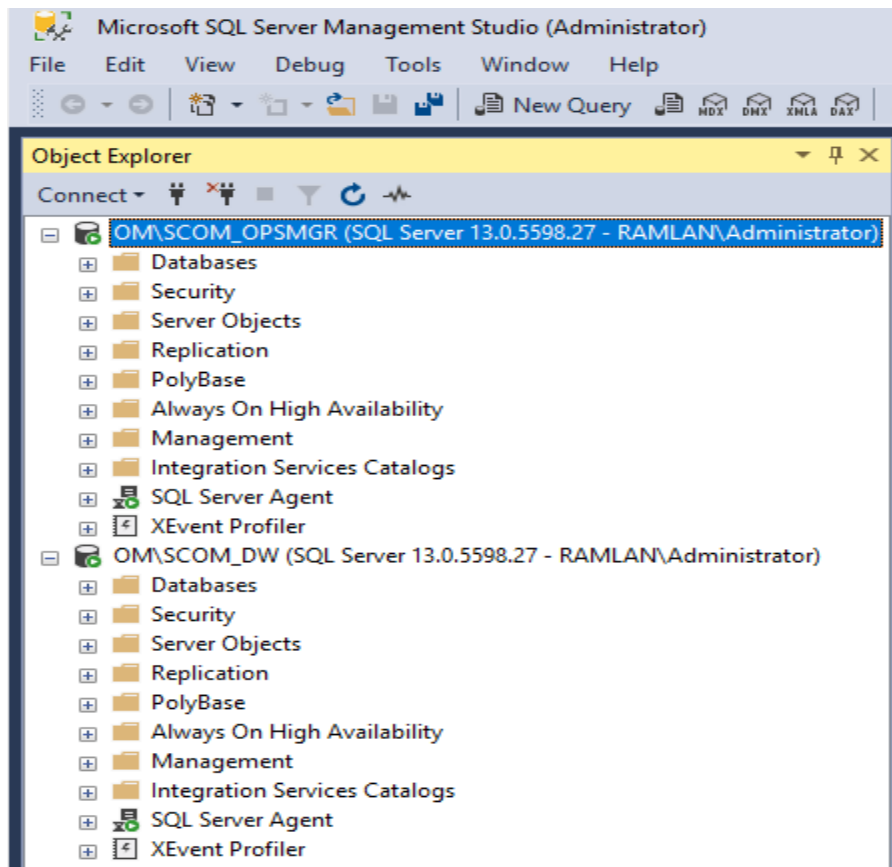 Microsoft SQL Server Management Studio (Administrator)
File Edit View Debug Tools Window Help
New Query MDX DMX XMLA DAX
Object Explorer
Connect
OM\SCOM_OPSMGR (SQL Server 13.0.5598.27 - RAMLAN\Administrator)
Databases
Security
Server Objects
Replication
PolyBase
Always On High Availability
Management
Integration Services Catalogs
SQL Server Agent
XEvent Profiler
OM\SCOM_DW (SQL Server 13.0.5598.27 - RAMLAN\Administrator)
Databases
Security
Server Objects
Replication
PolyBase
Always On High Availability
Management
Integration Services Catalogs
SQL Server Agent
XEvent Profiler